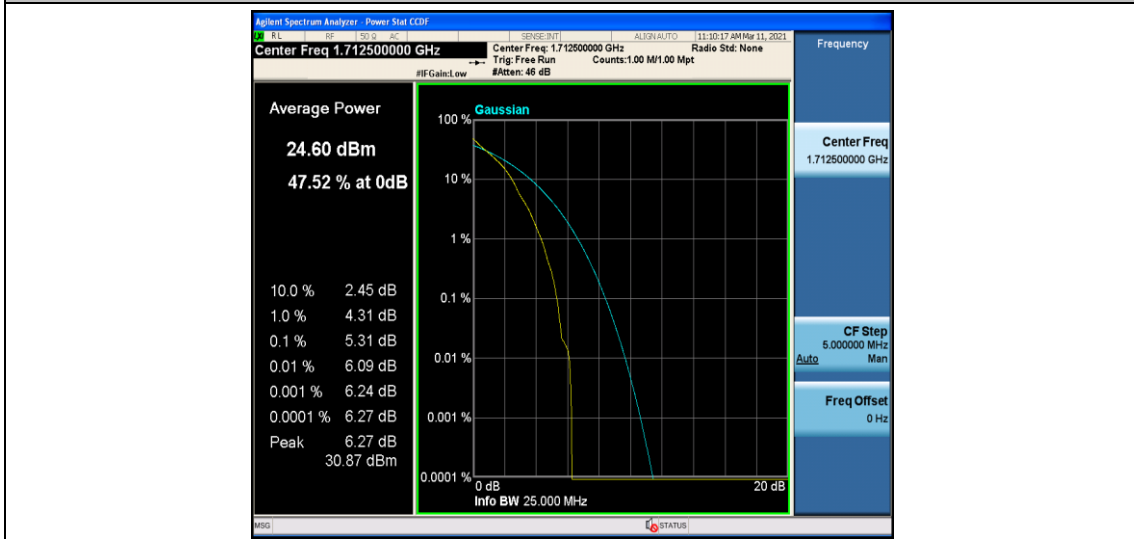 Agilent Spectrum Analyzer - Power Stat CCDF
RL RF 50 Ω AC SENSE:INT ALIGN AUTO 11:10:17 AM Mar 11, 2021
Center Freq 1.712500000 GHz
Center Freq: 1.712500000 GHz Radio Std: None
Trig: Free Run Counts:1.00 M/1.00 Mpt
#IFGain:Low #Atten: 46 dB
Frequency
Average Power
24.60 dBm
47.52 % at 0dB
10.0 % 2.45 dB
1.0 % 4.31 dB
0.1 % 5.31 dB
0.01 % 6.09 dB
0.001 % 6.24 dB
0.0001 % 6.27 dB
Peak 6.27 dB
30.87 dBm
Gaussian
100 %
10 %
1 %
0.1 %
0.01 %
0.001 %
0.0001 %
0 dB 20 dB
Info BW 25.000 MHz
Center Freq
1.712500000 GHz
CF Step
5.000000 MHz
Auto Man
Freq Offset
0 Hz
MSG STATUS